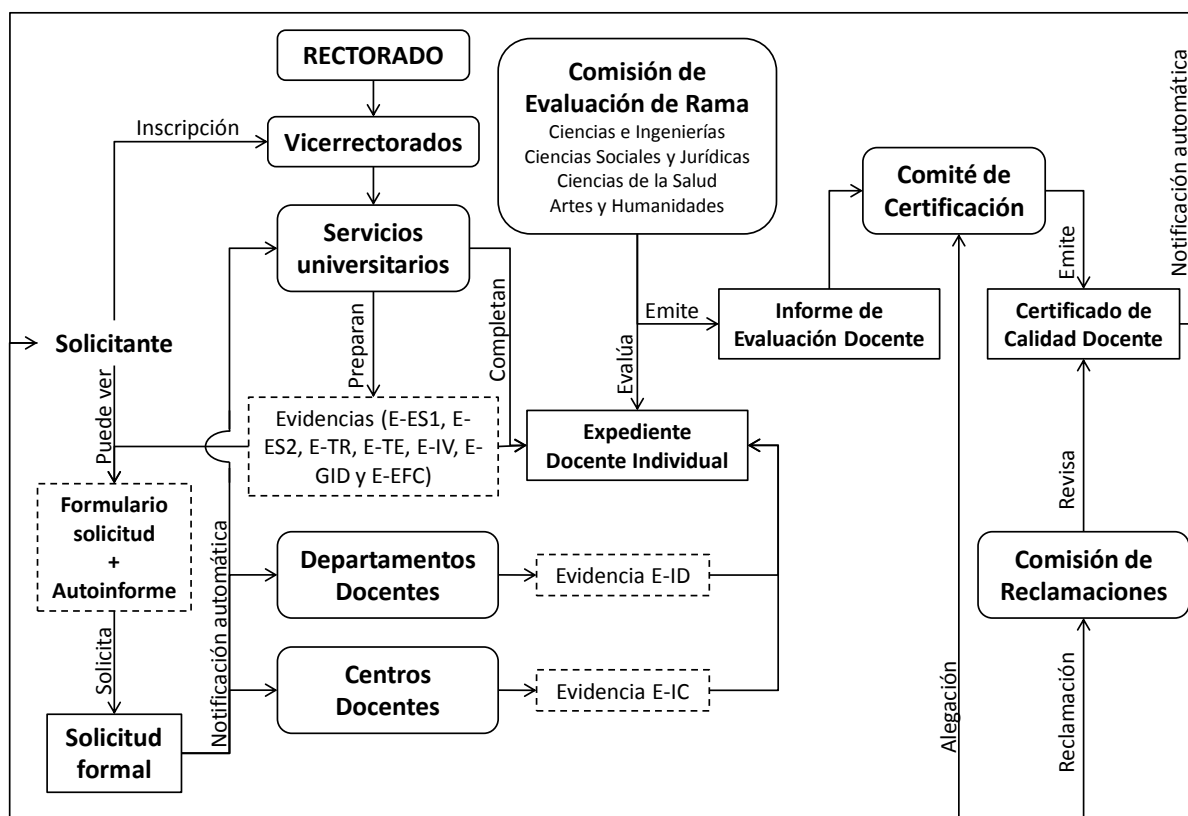 RECTORADO
Inscripción
Vicerrectorados
Servicios
universitarios
Comisión de
Evaluación de Rama
Ciencias e Ingenierías
Ciencias Sociales y Jurídicas
Ciencias de la Salud
Artes y Humanidades
Comité de
Certificación
Notificación automática
Emite
Emite
Informe de
Evaluación Docente
Certificado de
Calidad Docente
Solicitante
Preparan
Completan
Evalúa
Puede ver
Evidencias (E-ES1, E-
ES2, E-TR, E-TE, E-IV, E-
GID y E-EFC)
Expediente
Docente Individual
Revisa
Formulario
solicitud
+
Autoinforme
Notificación automática
Departamentos
Docentes
Evidencia E-ID
Comisión de
Reclamaciones
Solicita
Centros
Docentes
Evidencia E-IC
Alegación
Reclamación
Solicitud
formal